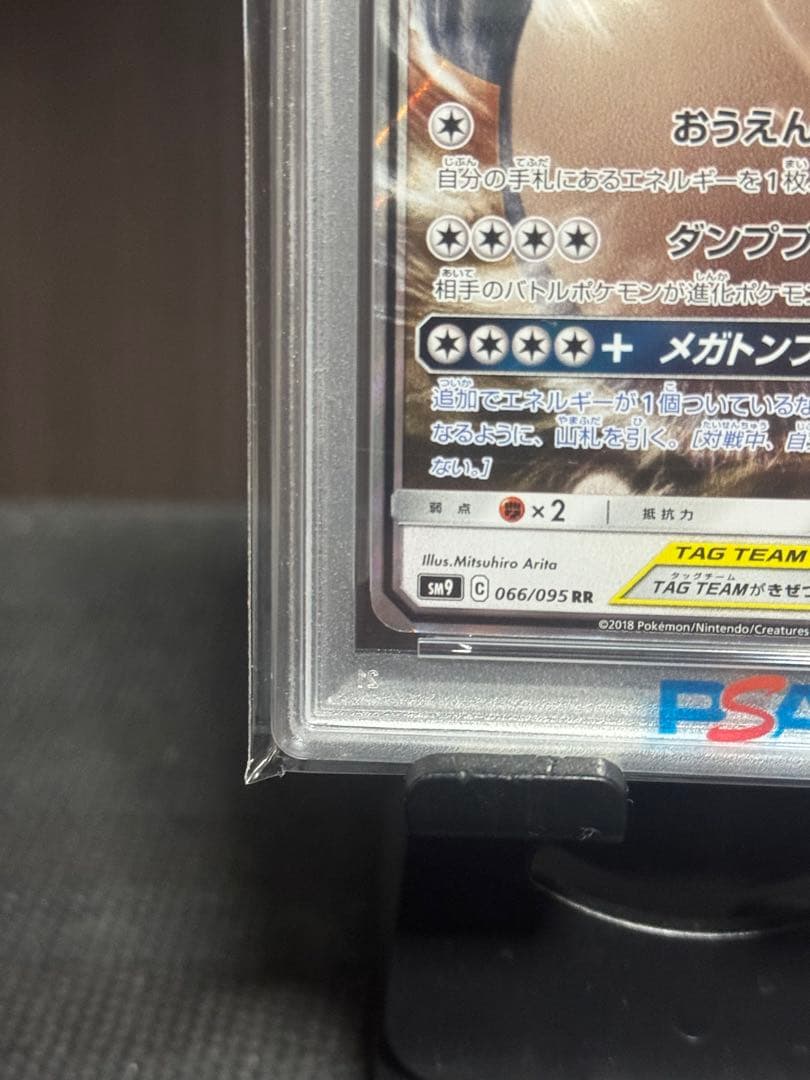 おうえん
自分の手札にあるエネルギーを1枚
ダンププ
相手のバトルポケモンが進化ポケモン
+ メガトンフ
追加でエネルギーが1個ついているな
なるように、山札を引く。[対戦中、自
ない。]
弱点 ×2 抵抗力
Illus.Mitsuhiro Arita
TAG TEAM
SM9 C 066/095 RR
TAG TEAMがきぜつ
©2018 Pokémon/Nintendo/Creatures
PSA